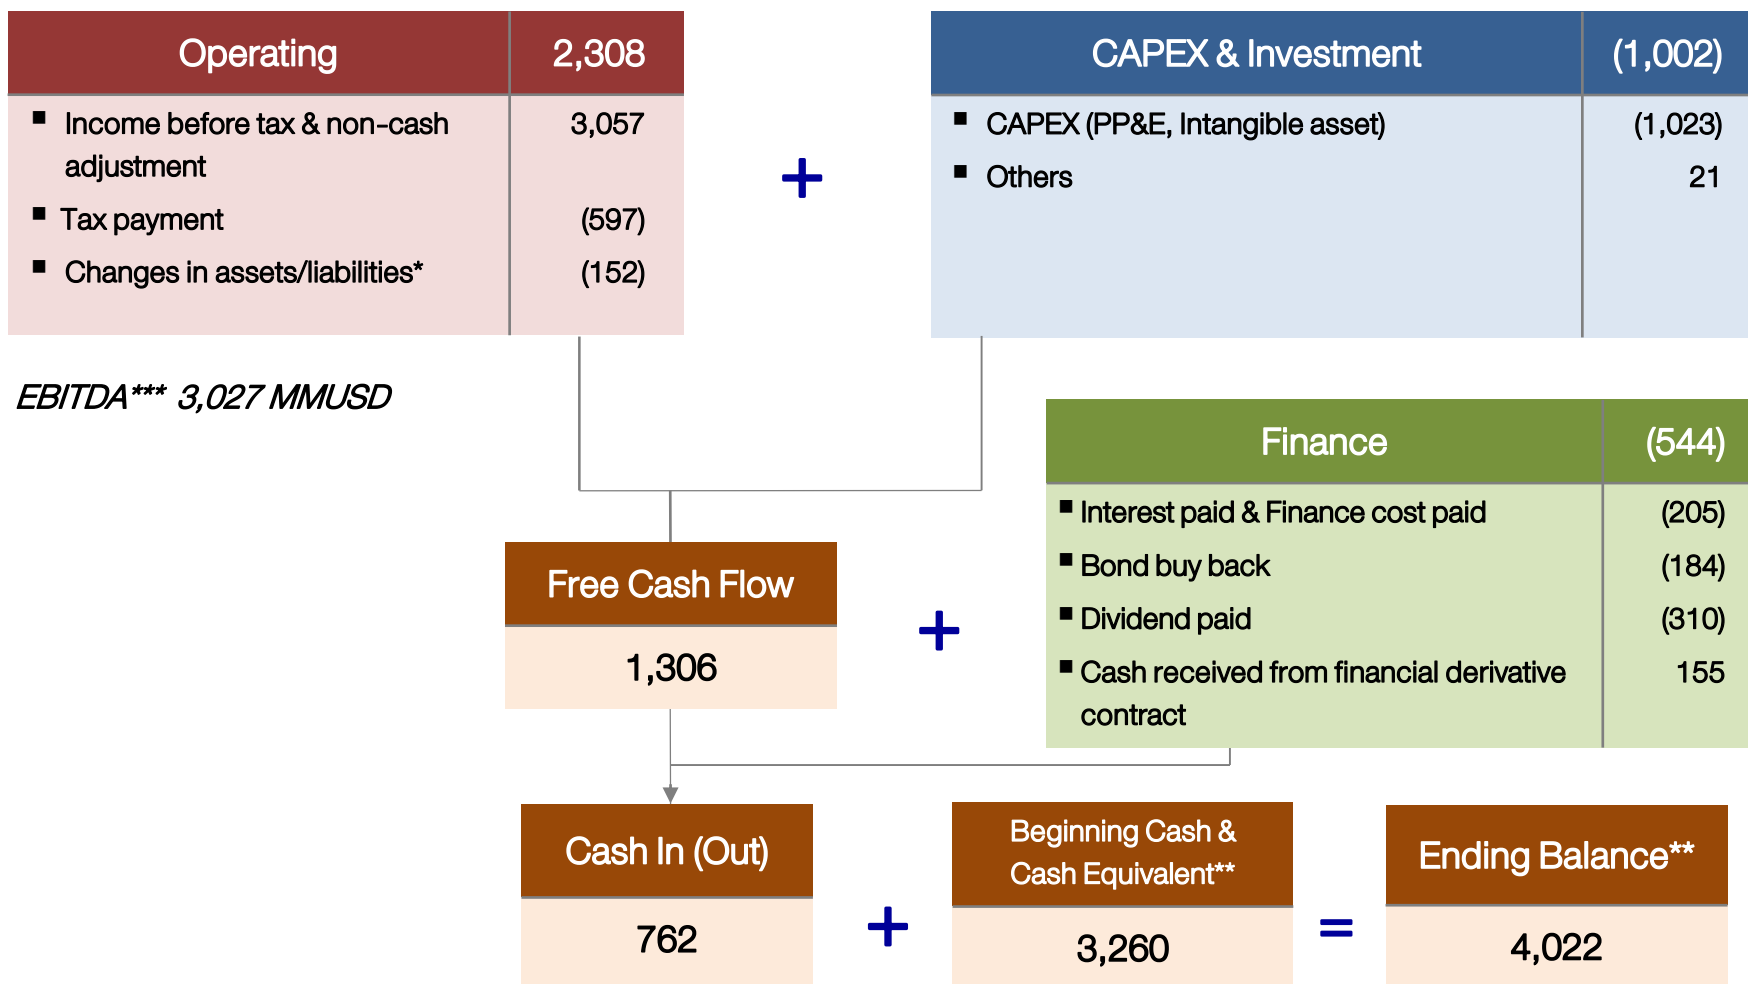 Operating 2,308
▪ Income before tax & non-cash 3,057
adjustment
▪ Tax payment (597)
▪ Changes in assets/liabilities* (152)
+
CAPEX & Investment (1,002)
▪ CAPEX (PP&E, Intangible asset) (1,023)
▪ Others 21
EBITDA*** 3,027 MMUSD
Finance (544)
▪ Interest paid & Finance cost paid (205)
▪ Bond buy back (184)
▪ Dividend paid (310)
▪ Cash received from financial derivative 155
contract
Free Cash Flow
1,306
+
Cash In (Out)
762
+
Beginning Cash &
Cash Equivalent**
3,260
=
Ending Balance**
4,022